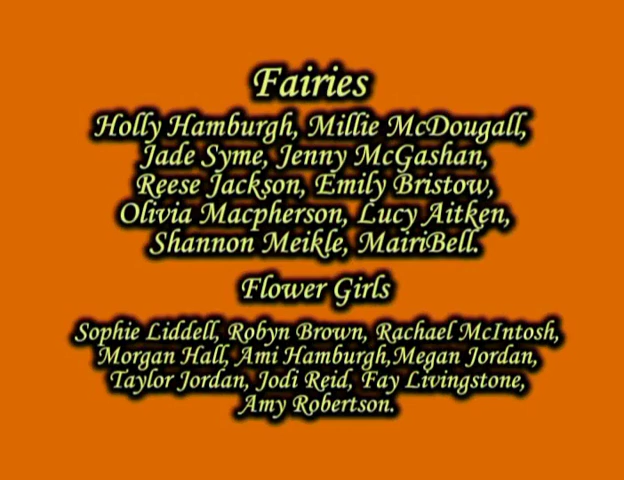 Fairies
Holly Hamburgh, Millie McDougall,
Jade Syme, Jenny McGashan,
Reese Jackson, Emily Bristow,
Olivia Macpherson, Lucy Aitken,
Shannon Meikle, MairiBell.
Flower Girls
Sophie Liddell, Robyn Brown, Rachael McIntosh,
Morgan Hall, Ami Hamburgh,Megan Jordan,
Taylor Jordan, Jodi Reid, Fay Livingstone,
Amy Robertson.